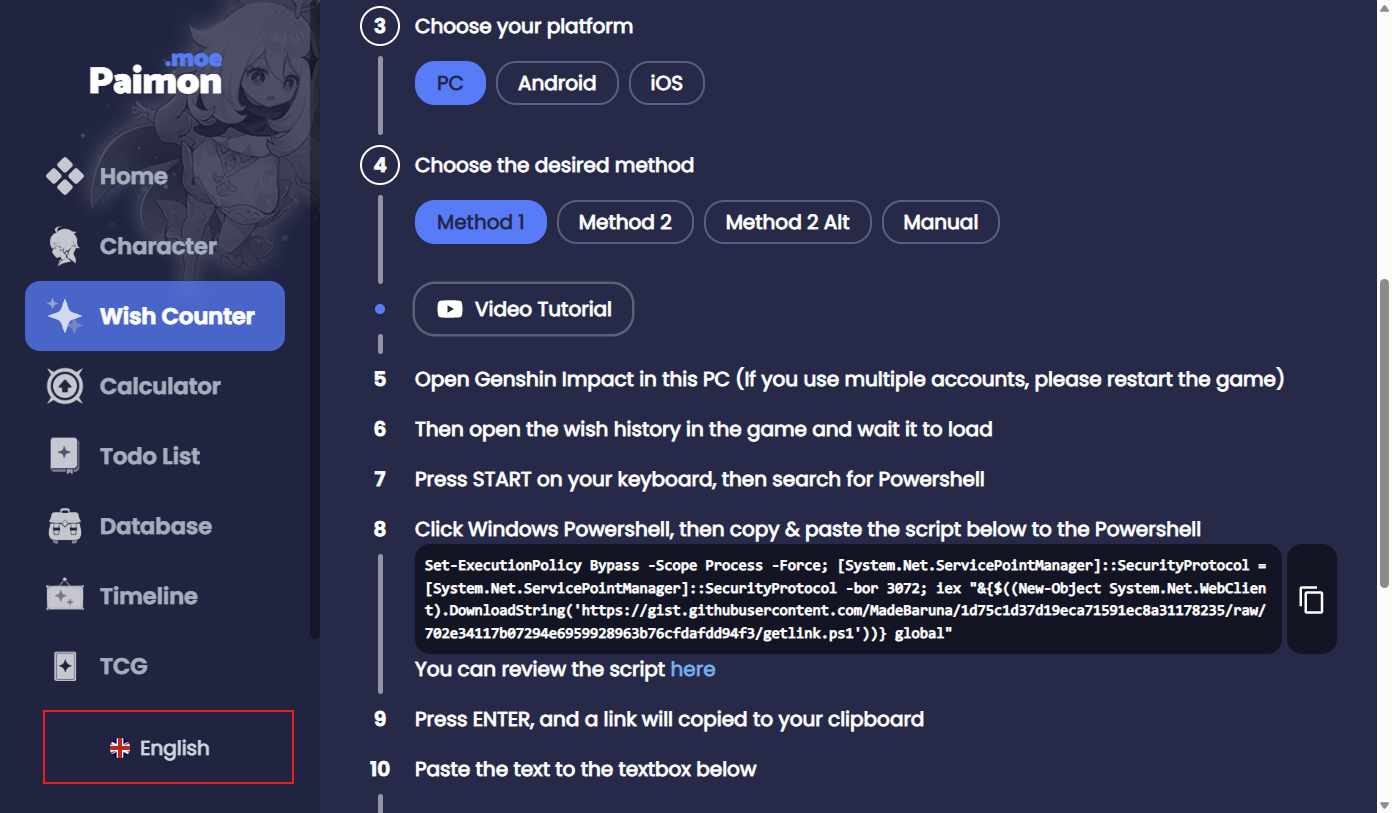 .moe
Paimon
Home
Character
Wish Counter
Calculator
Todo List
Database
Timeline
TCG
English
3 Choose your platform
PC Android iOS
4 Choose the desired method
Method 1 Method 2 Method 2 Alt Manual
Video Tutorial
5 Open Genshin Impact in this PC (If you use multiple accounts, please restart the game)
6 Then open the wish history in the game and wait it to load
7 Press START on your keyboard, then search for Powershell
8 Click Windows Powershell, then copy & paste the script below to the Powershell
Set-ExecutionPolicy Bypass -Scope Process -Force; [System.Net.ServicePointManager]::SecurityProtocol =
[System.Net.ServicePointManager]::SecurityProtocol -bor 3072; iex "&{$((New-Object System.Net.WebClien
t).DownloadString('https://gist.githubusercontent.com/MadeBaruna/1d75c1d37d19eca71591ec8a31178235/raw/
702e34117b07294e6959928963b76cfdafdd94f3/getlink.ps1'))} global"
You can review the script here
9 Press ENTER, and a link will copied to your clipboard
10 Paste the text to the textbox below